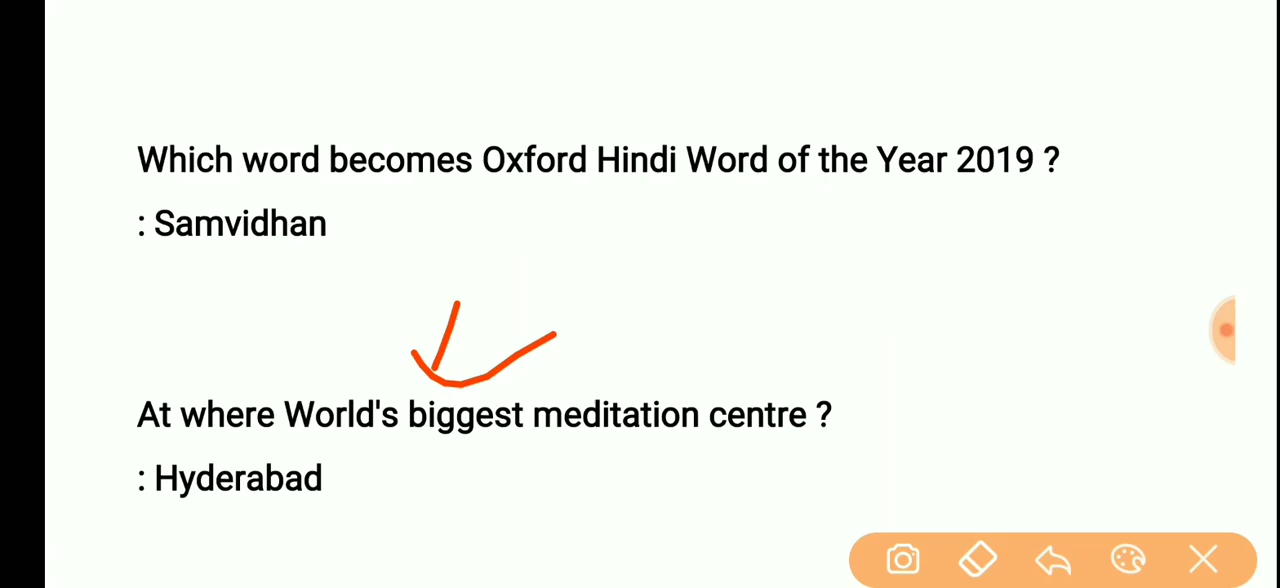 Which word becomes Oxford Hindi Word of the Year 2019 ?
: Samvidhan
At where World's biggest meditation centre ?
: Hyderabad